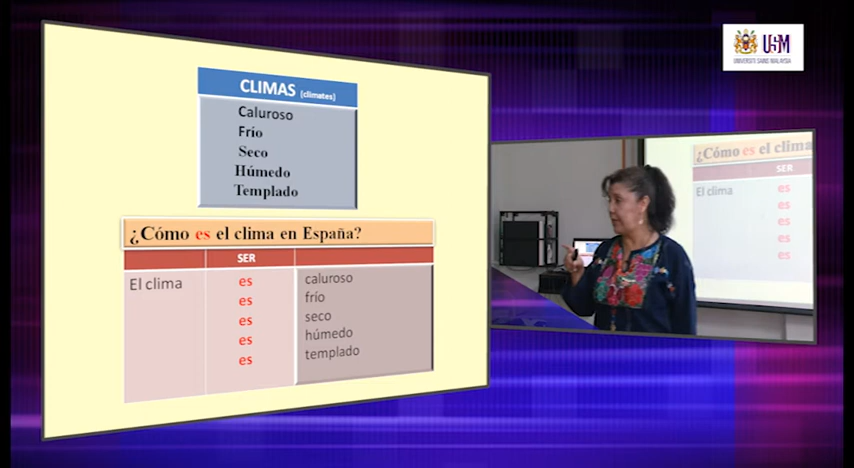 USM
UNIVERSITI SAINS MALAYSIA
CLIMAS (climates)
Caluroso
Frío
Seco
Húmedo
Templado
¿Cómo es el clima en España?
SER
El clima es caluroso
es frío
es seco
es húmedo
es templado
¿Cómo es el clima
SER
El clima es
es
es
es
es